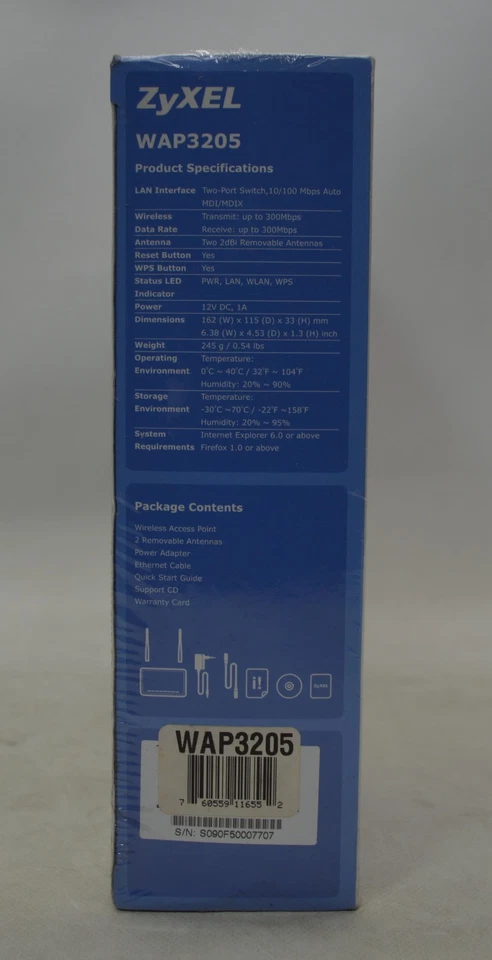 ZyXEL
WAP3205
Product Specifications
LAN Interface Two-Port Switch,10/100 Mbps Auto
MDI/MDIX
Wireless Transmit: up to 300Mbps
Data Rate Receive: up to 300Mbps
Antenna Two 2dBi Removable Antennas
Reset Button Yes
WPS Button Yes
Status LED PWR, LAN, WLAN, WPS
Indicator
Power 12V DC, 1A
Dimensions 162 (W) x 115 (D) x 33 (H) mm
6.38 (W) x 4.53 (D) x 1.3 (H) inch
Weight 245 g / 0.54 lbs
Operating Temperature:
Environment 0°C ~ 40°C / 32°F ~ 104°F
Humidity: 20% ~ 90%
Storage Temperature:
Environment -30°C ~70°C / -22°F ~158°F
Humidity: 20% ~ 95%
System Internet Explorer 6.0 or above
Requirements Firefox 1.0 or above
Package Contents
Wireless Access Point
2 Removable Antennas
Power Adapter
Ethernet Cable
Quick Start Guide
Support CD
Warranty Card
i!
ZyXEL
WAP3205
7 60559 11655 2
S/N: S090F50007707